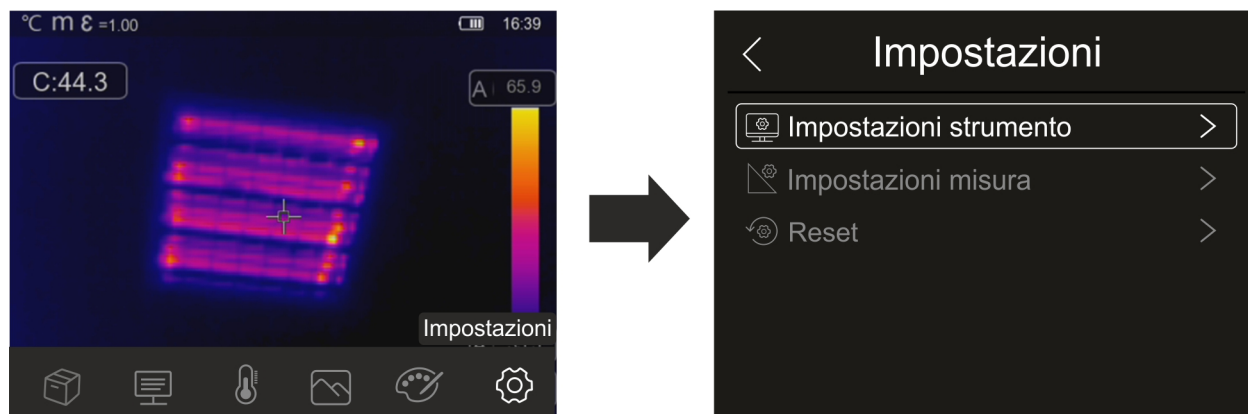 °C m ε =1.00
16:39
C:44.3
A 65.9
Impostazioni
Impostazioni
Impostazioni strumento
Impostazioni misura
Reset